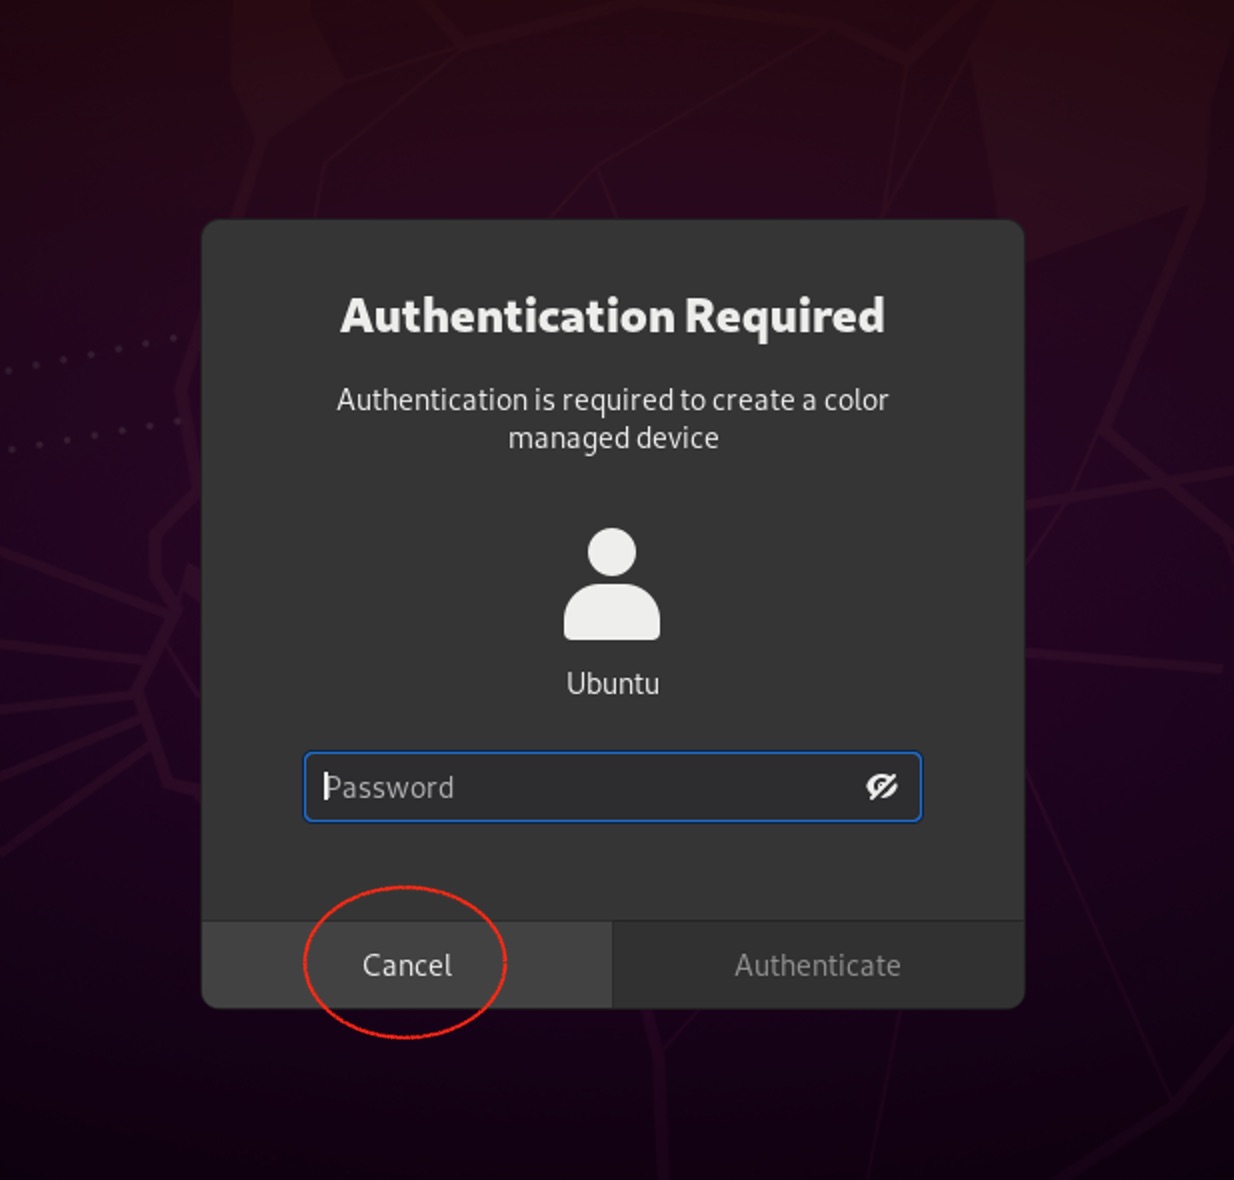 Authentication Required
Authentication is required to create a color
managed device
Ubuntu
Password
Cancel
Authenticate